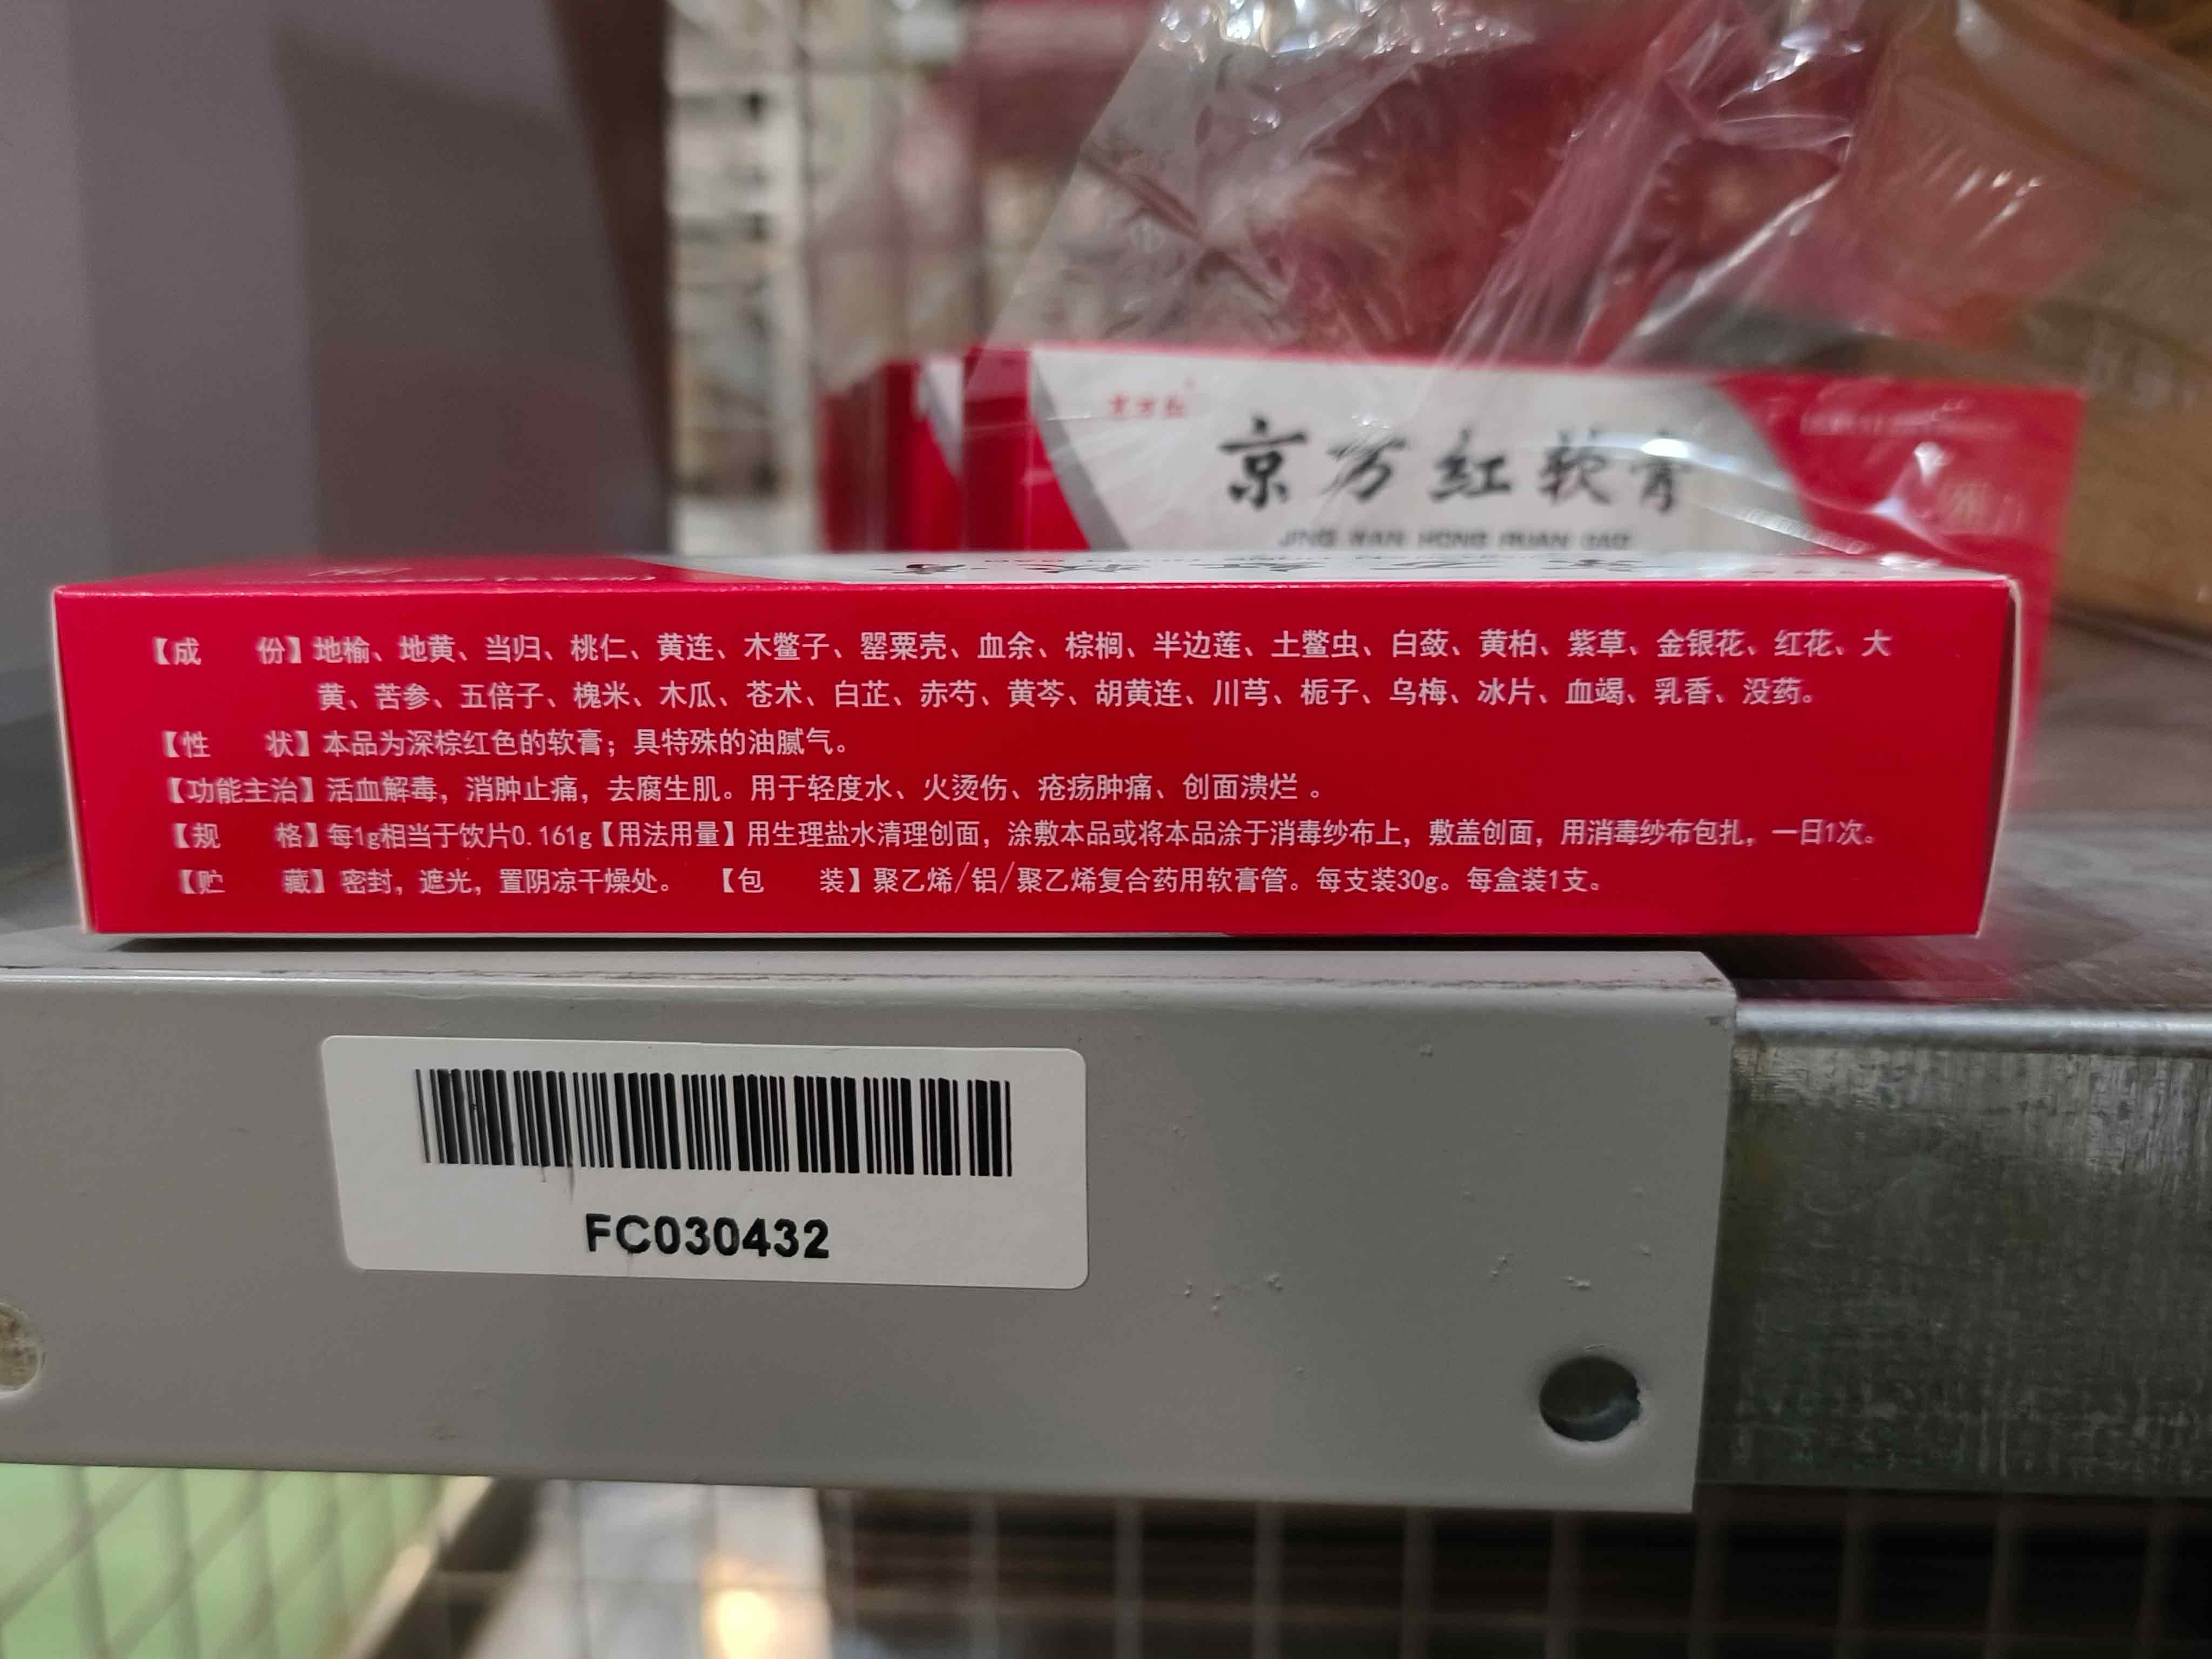 京万红
京万红软膏
JING WAN HONG RUAN GAO
【成　　份】地榆、地黄、当归、桃仁、黄连、木鳖子、罂粟壳、血余、棕榈、半边莲、土鳖虫、白蔹、黄柏、紫草、金银花、红花、大
黄、苦参、五倍子、槐米、木瓜、苍术、白芷、赤芍、黄芩、胡黄连、川芎、栀子、乌梅、冰片、血竭、乳香、没药。
【性　　状】本品为深棕红色的软膏；具特殊的油腻气。
【功能主治】活血解毒，消肿止痛，去腐生肌。用于轻度水、火烫伤、疮疡肿痛、创面溃烂 。
【规　　格】每1g相当于饮片0.161g【用法用量】用生理盐水清理创面，涂敷本品或将本品涂于消毒纱布上，敷盖创面，用消毒纱布包扎，一日1次。
【贮　　藏】密封，遮光，置阴凉干燥处。　【包　　装】聚乙烯/铝/聚乙烯复合药用软膏管。每支装30g。每盒装1支。
FC030432